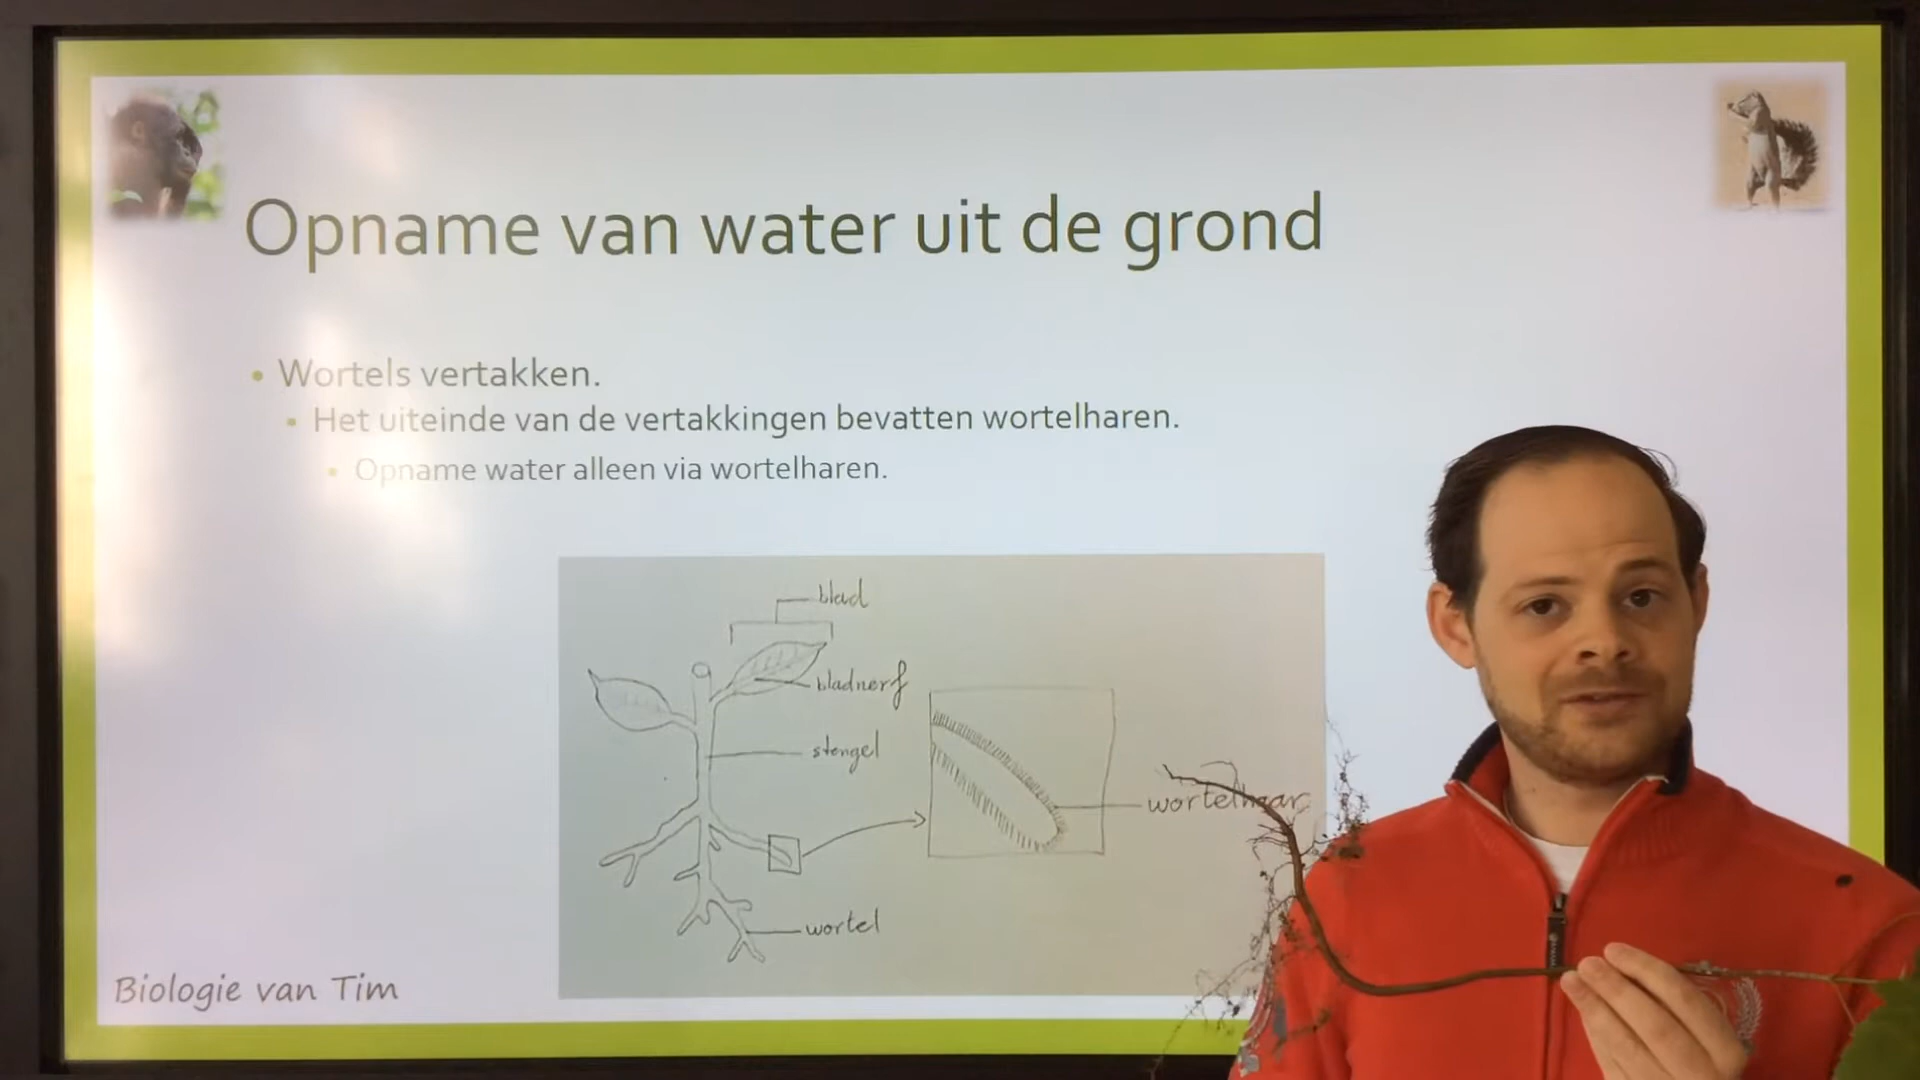 Opname van water uit de grond
• Wortels vertakken.
• Het uiteinde van de vertakkingen bevatten wortelharen.
• Opname water alleen via wortelharen.
blad
bladnerf
stengel
wortelhaar
wortel
Biologie van Tim